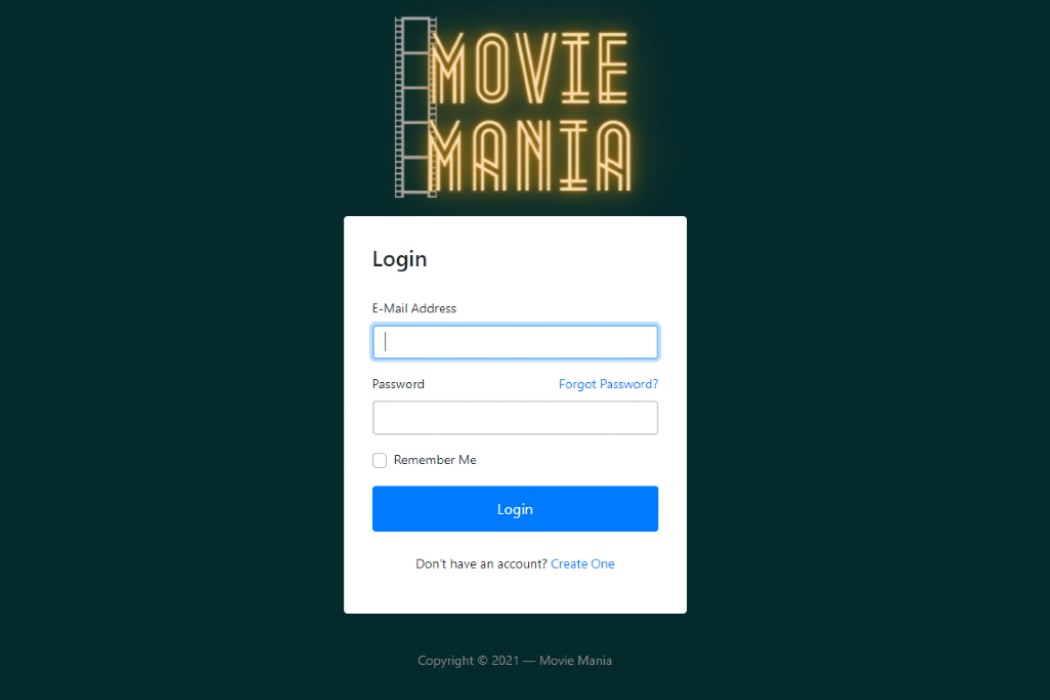 MOVIE
MANIA
Login
E-Mail Address
Password Forgot Password?
Remember Me
Login
Don't have an account? Create One
Copyright © 2021 — Movie Mania